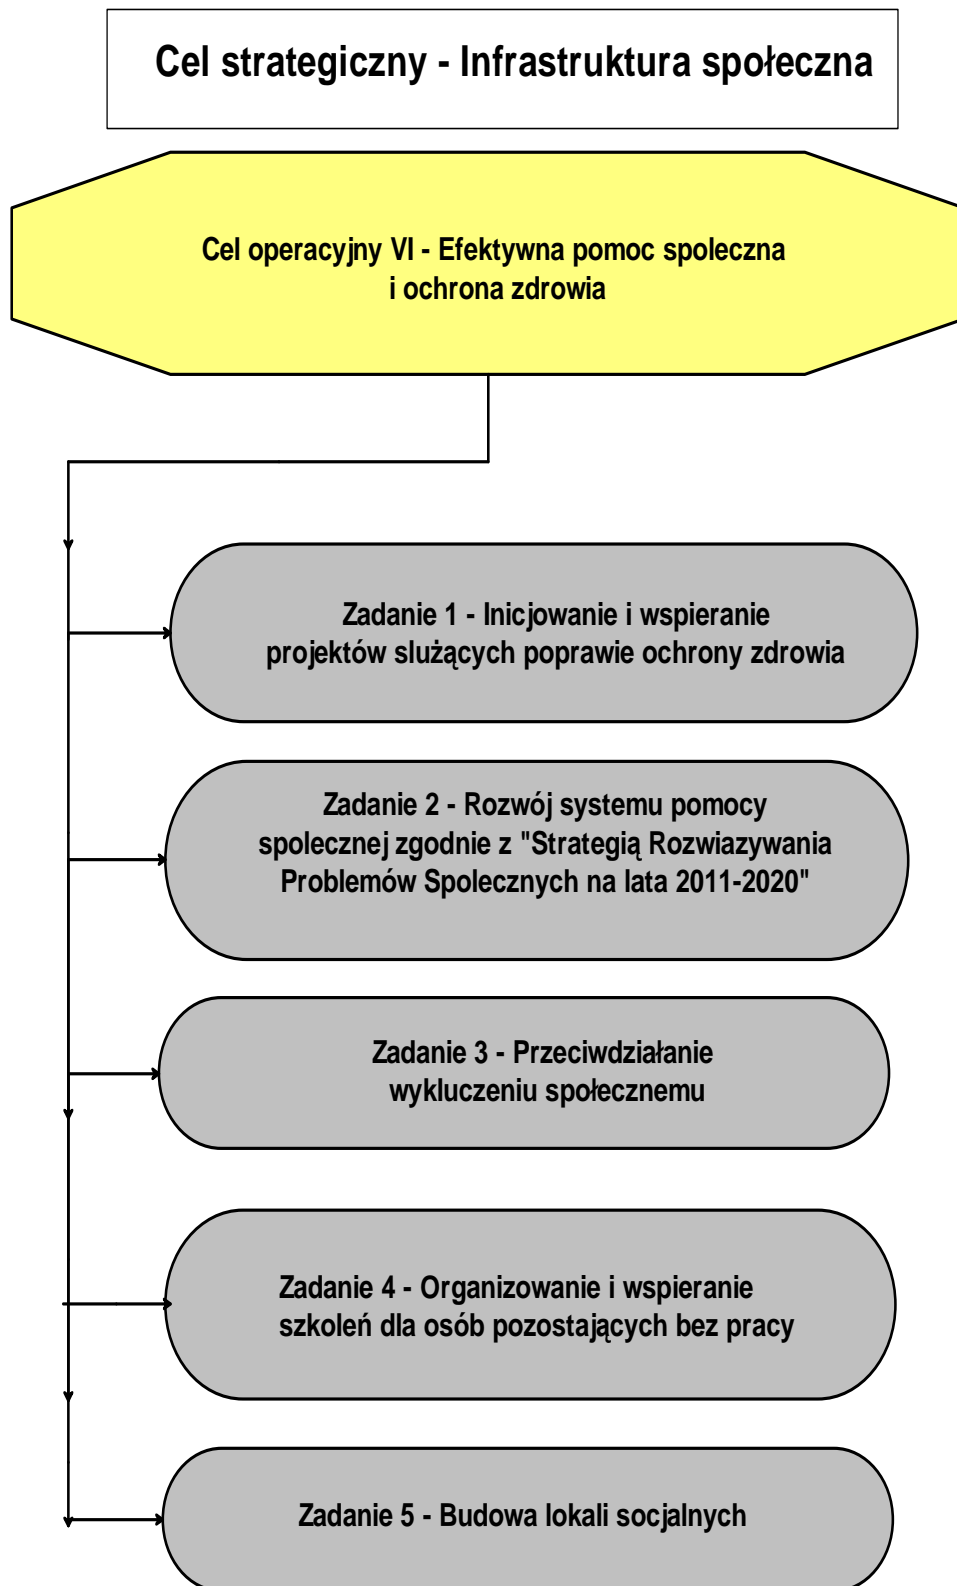 Cel strategiczny - Infrastruktura społeczna
Cel operacyjny VI - Efektywna pomoc spoleczna
i ochrona zdrowia
Zadanie 1 - Inicjowanie i wspieranie
projektów slużących poprawie ochrony zdrowia
Zadanie 2 - Rozwój systemu pomocy
spolecznej zgodnie z "Strategią Rozwiazywania
Problemów Spolecznych na lata 2011-2020"
Zadanie 3 - Przeciwdziałanie
wykluczeniu społecznemu
Zadanie 4 - Organizowanie i wspieranie
szkoleń dla osób pozostających bez pracy
Zadanie 5 - Budowa lokali socjalnych